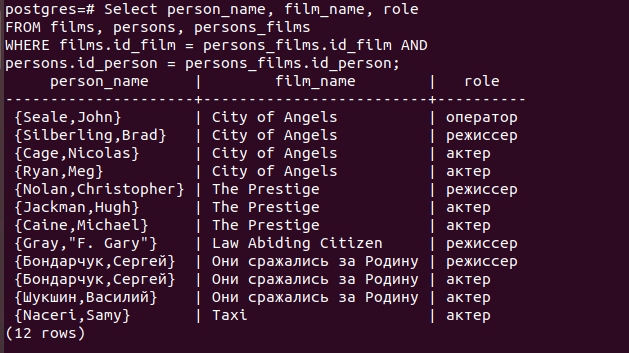 postgres=# Select person_name, film_name, role
FROM films, persons, persons_films
WHERE films.id_film = persons_films.id_film AND
persons.id_person = persons_films.id_person;
     person_name     |        film_name        |   role
---------------------+-------------------------+----------
 {Seale,John}        | City of Angels          | оператор
 {Silberling,Brad}   | City of Angels          | режиссер
 {Cage,Nicolas}      | City of Angels          | актер
 {Ryan,Meg}          | City of Angels          | актер
 {Nolan,Christopher} | The Prestige            | режиссер
 {Jackman,Hugh}      | The Prestige            | актер
 {Caine,Michael}     | The Prestige            | актер
 {Gray,"F. Gary"}    | Law Abiding Citizen     | режиссер
 {Бондарчук,Сергей}  | Они сражались за Родину | режиссер
 {Бондарчук,Сергей}  | Они сражались за Родину | актер
 {Шукшин,Василий}    | Они сражались за Родину | актер
 {Naceri,Samy}       | Taxi                    | актер
(12 rows)